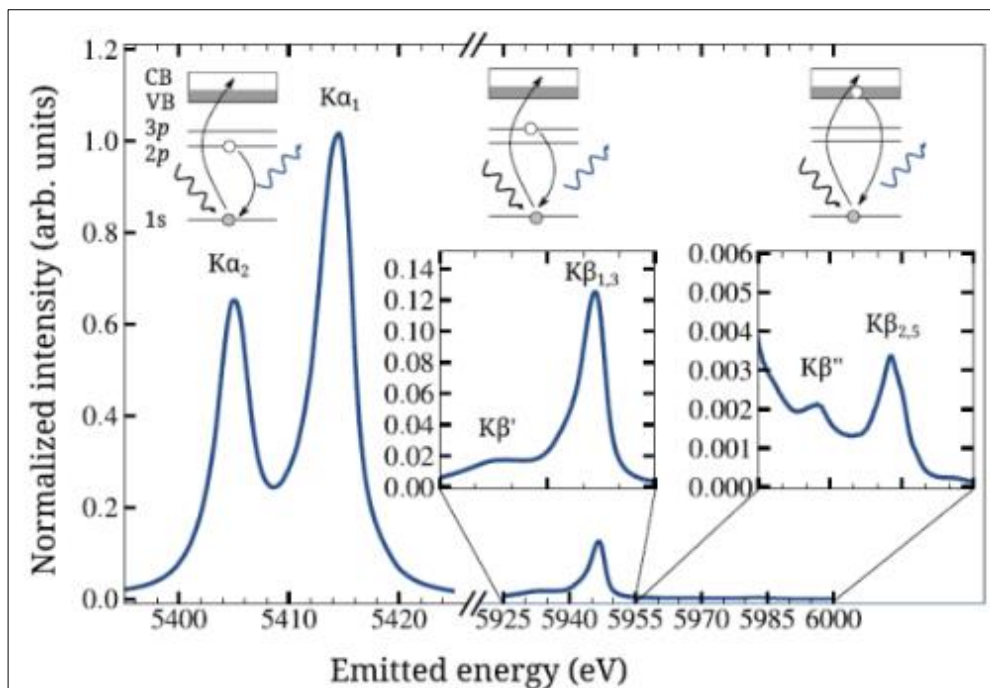 1.2
1.0
0.8
0.6
0.4
0.2
0.0
Normalized intensity (arb. units)
CB
VB
3p
2p
1s
Kα₂
Kα₁
0.14
0.12
0.10
0.08
0.06
0.04
0.02
0.00
Kβ'
Kβ₁,₃
0.006
0.005
0.004
0.003
0.002
0.001
0.000
Kβ"
Kβ₂,₅
5400 5410 5420 5925 5940 5955 5970 5985 6000
Emitted energy (eV)